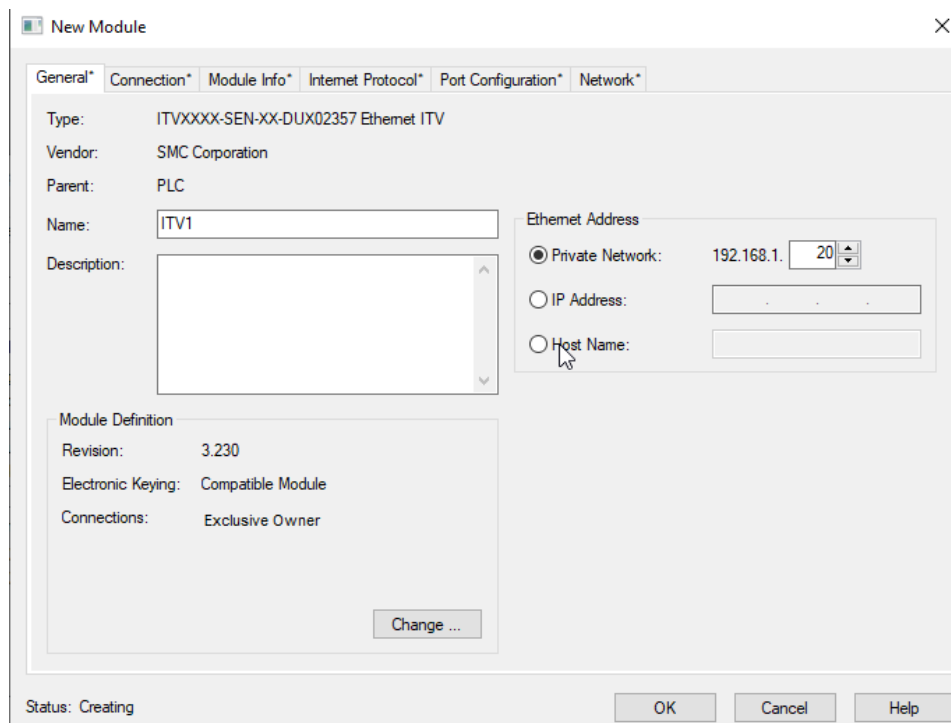 New Module
General* Connection* Module Info* Internet Protocol* Port Configuration* Network*
Type: ITVXXXX-SEN-XX-DUX02357 Ethernet ITV
Vendor: SMC Corporation
Parent: PLC
Name: ITV1
Description:
Ethernet Address
Private Network: 192.168.1. 20
IP Address: . . .
Host Name:
Module Definition
Revision: 3.230
Electronic Keying: Compatible Module
Connections: Exclusive Owner
Change ...
Status: Creating
OK Cancel Help